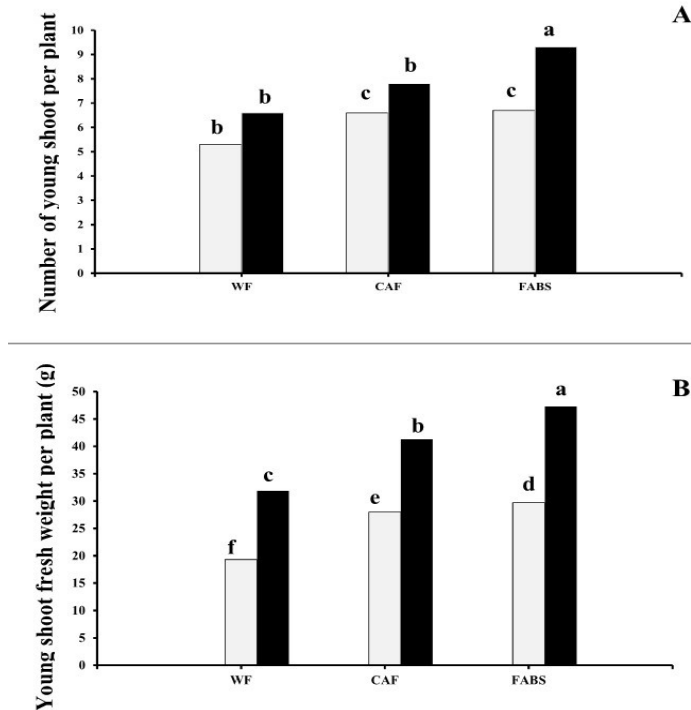 A
Number of young shoot per plant
10
9
8
7
6
5
4
3
2
1
0
b b c b c a
WF CAF FABS
B
Young shoot fresh weight per plant (g)
50
45
40
35
30
25
20
15
10
5
0
f c e b d a
WF CAF FABS